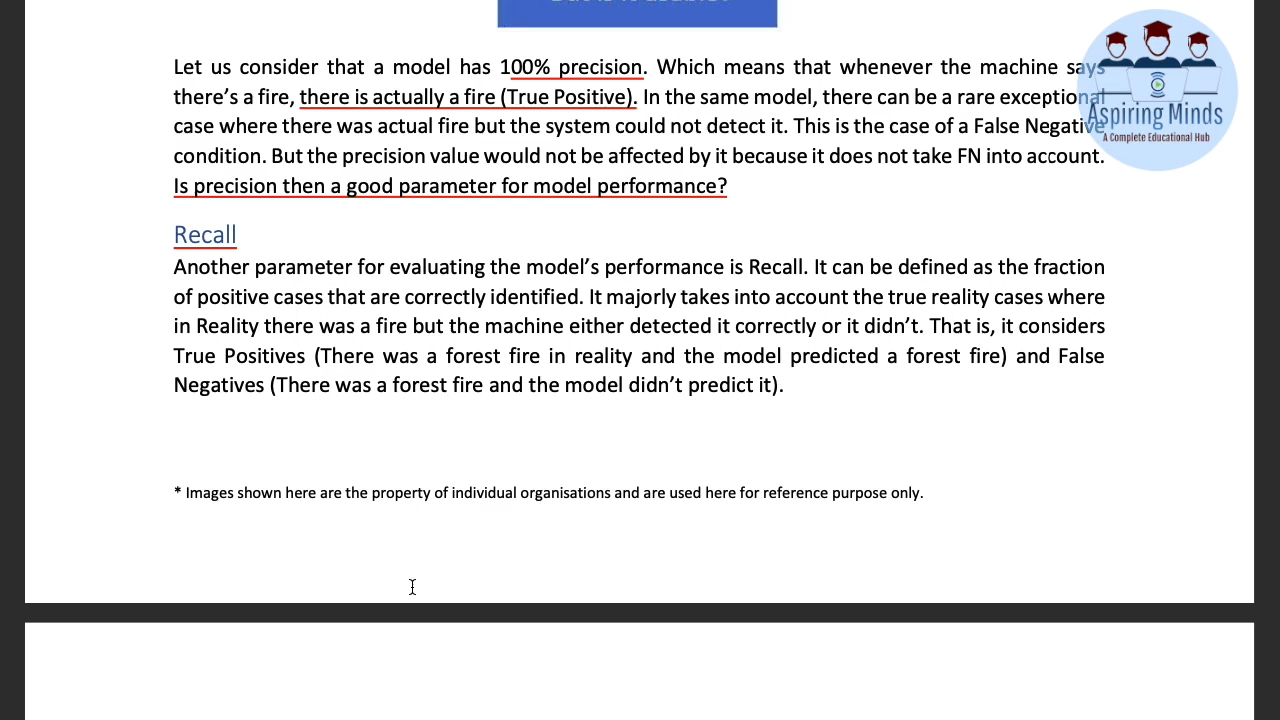 Let us consider that a model has 100% precision. Which means that whenever the machine says
there's a fire, there is actually a fire (True Positive). In the same model, there can be a rare exceptional
case where there was actual fire but the system could not detect it. This is the case of a False Negative
condition. But the precision value would not be affected by it because it does not take FN into account.
Is precision then a good parameter for model performance?
Recall
Another parameter for evaluating the model's performance is Recall. It can be defined as the fraction
of positive cases that are correctly identified. It majorly takes into account the true reality cases where
in Reality there was a fire but the machine either detected it correctly or it didn't. That is, it considers
True Positives (There was a forest fire in reality and the model predicted a forest fire) and False
Negatives (There was a forest fire and the model didn't predict it).
* Images shown here are the property of individual organisations and are used here for reference purpose only.
Aspiring Minds
A Complete Educational Hub